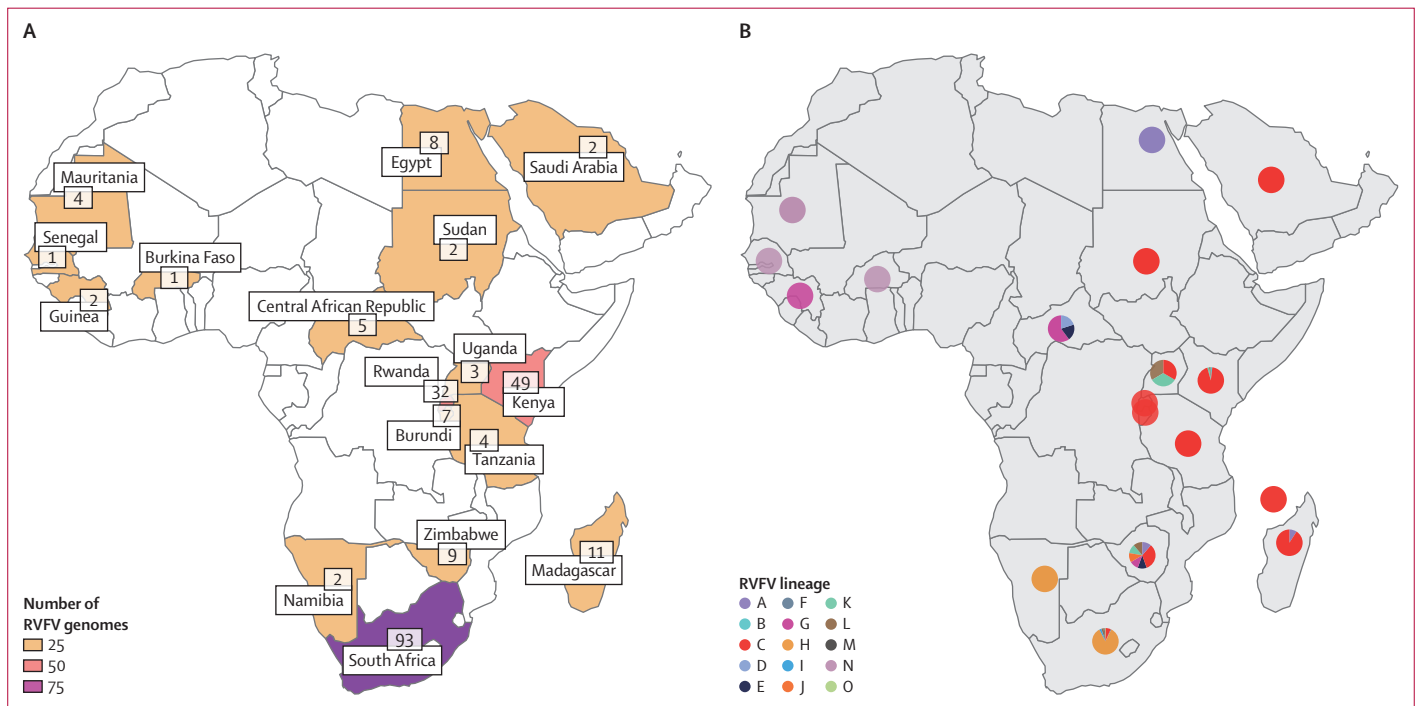 A
Mauritania
4
Senegal
1
Guinea
2
Burkina Faso
1
Egypt
8
Saudi Arabia
2
Sudan
2
Central African Republic
5
Uganda
3
Rwanda
32
Kenya
49
Burundi
7
Tanzania
4
Zimbabwe
9
Madagascar
11
Namibia
2
South Africa
93
Number of
RVFV genomes
25
50
75
B
RVFV lineage
A F K
B G L
C H M
D I N
E J O